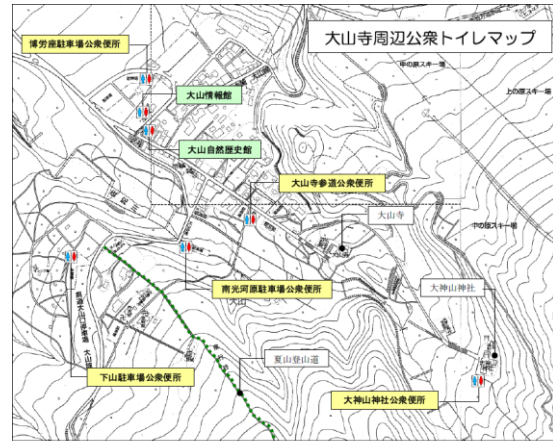 大山寺周辺公衆トイレマップ
博労座駐車場公衆便所
中の原スキー場
上の原スキー場
大山情報館
大山自然歴史館
大山寺参道公衆便所
大山寺
中の原スキー場
南光河原駐車場公衆便所
大神山神社
大山
夏山登山道
下山駐車場公衆便所
大神山神社公衆便所